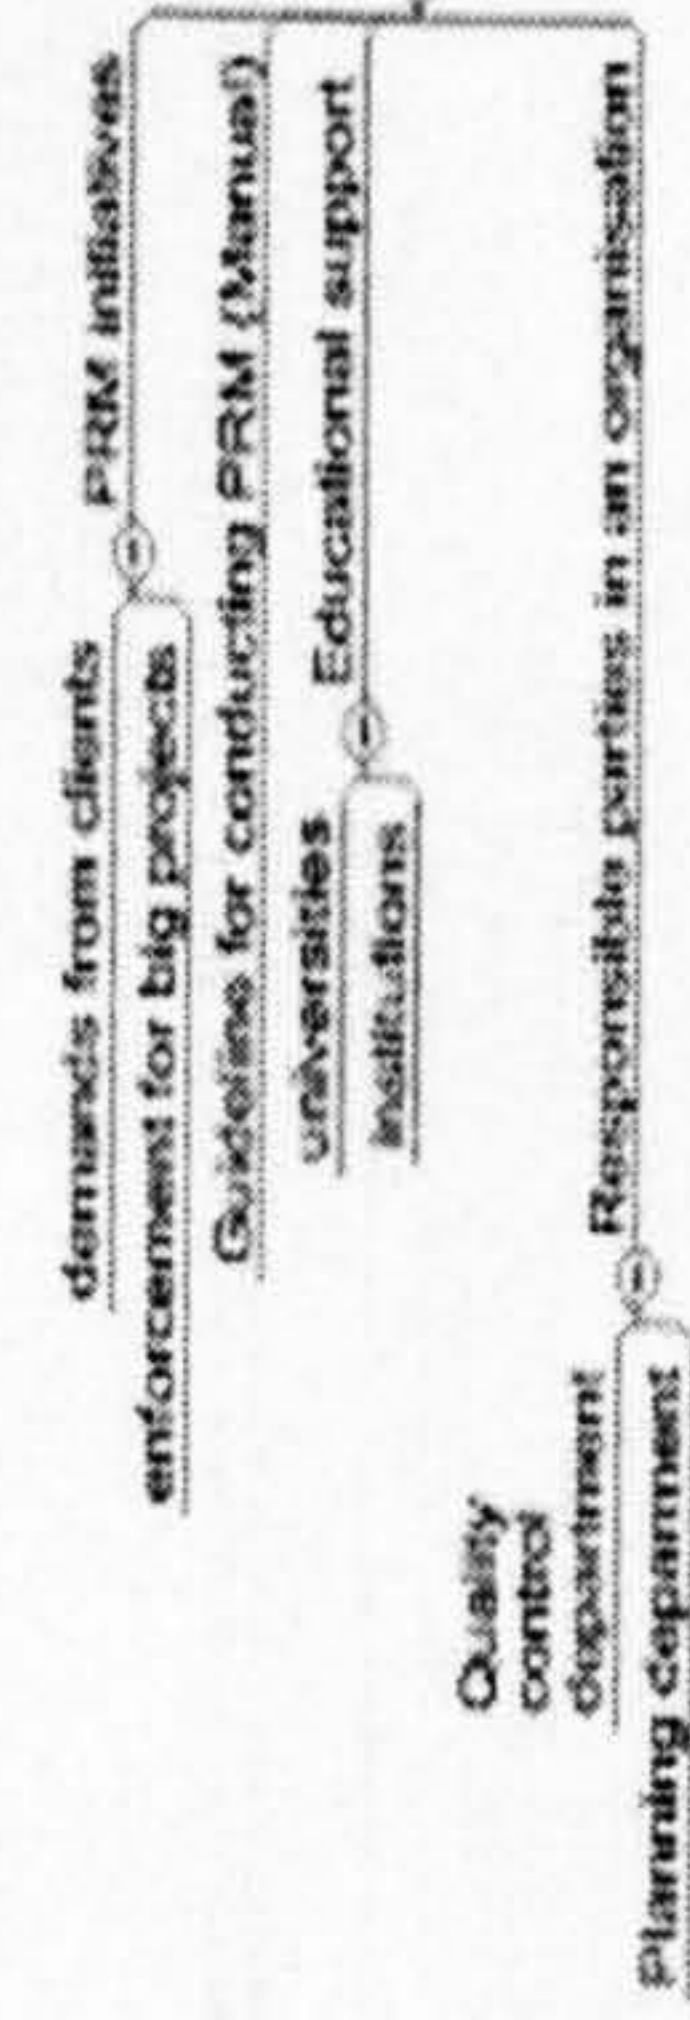 PRM initiatives
demands from clients
enforcement for big projects
Guideline for conducting PRM (Manual)
Educational support
universities
institutions
Responsible parties in an organisation
Quality
control
department
Planning department